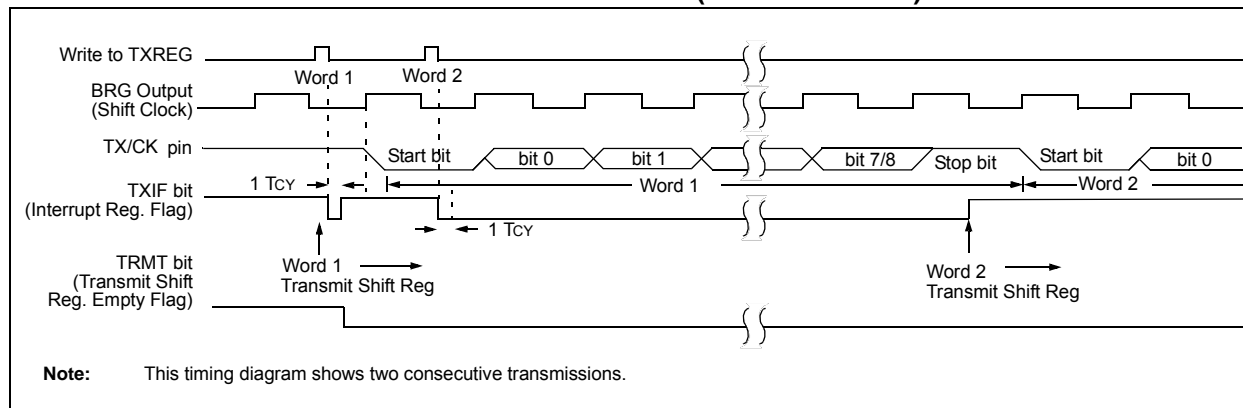 Write to TXREG
Word 1 Word 2
BRG Output
(Shift Clock)
TX/CK pin
Start bit bit 0 bit 1 bit 7/8 Stop bit Start bit bit 0
1 TCY Word 1 Word 2
TXIF bit
(Interrupt Reg. Flag)
1 TCY
TRMT bit
(Transmit Shift
Reg. Empty Flag)
Word 1
Transmit Shift Reg
Word 2
Transmit Shift Reg
Note: This timing diagram shows two consecutive transmissions.